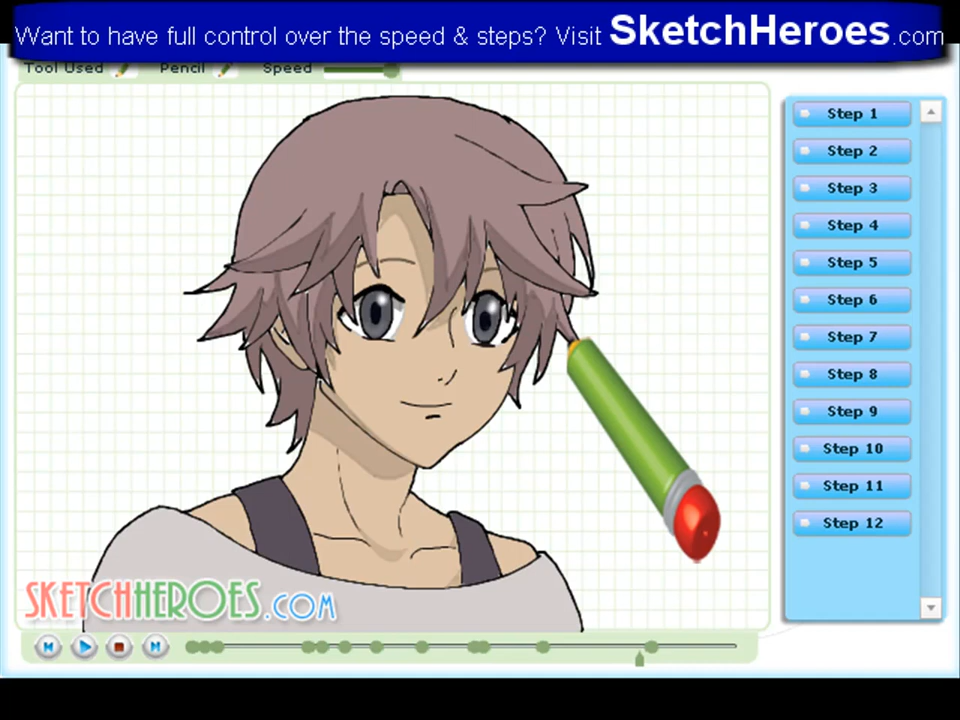 Want to have full control over the speed & steps? Visit SketchHeroes.com
Tool Used Pencil Speed
Step 1
Step 2
Step 3
Step 4
Step 5
Step 6
Step 7
Step 8
Step 9
Step 10
Step 11
Step 12
SKETCHHEROES.COM